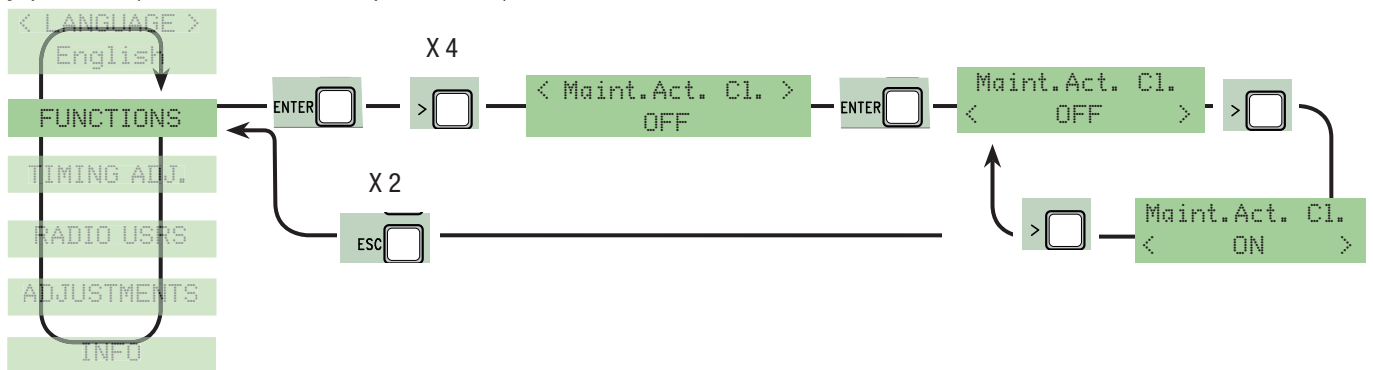 < LANGUAGE >
English
FUNCTIONS
TIMING ADJ.
RADIO USRS
ADJUSTMENTS
INFO
ENTER
X 4
>
< Maint.Act. Cl. >
OFF
ENTER
Maint.Act. Cl.
< OFF >
>
Maint.Act. Cl.
< ON >
>
X 2
ESC